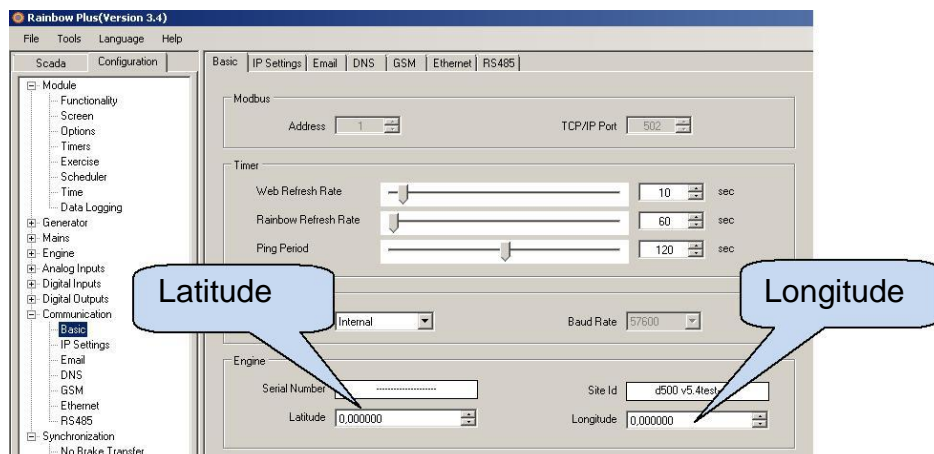 Rainbow Plus(Version 3.4)
File Tools Language Help
Scada Configuration
Module
Functionality
Screen
Options
Timers
Exercise
Scheduler
Time
Data Logging
Generator
Mains
Engine
Analog Inputs
Digital Inputs
Digital Outputs
Communication
Basic
IP Settings
Email
DNS
GSM
Ethernet
RS485
Synchronization
No Brake Transfer
Basic IP Settings Email DNS GSM Ethernet RS485
Modbus
Address 1 TCP/IP Port 502
Timer
Web Refresh Rate 10 sec
Rainbow Refresh Rate 60 sec
Ping Period 120 sec
Latitude
Longitude
Internal Baud Rate 57600
Engine
Serial Number -------------------- Site Id d500 v5.4test
Latitude 0,000000 Longitude 0,000000